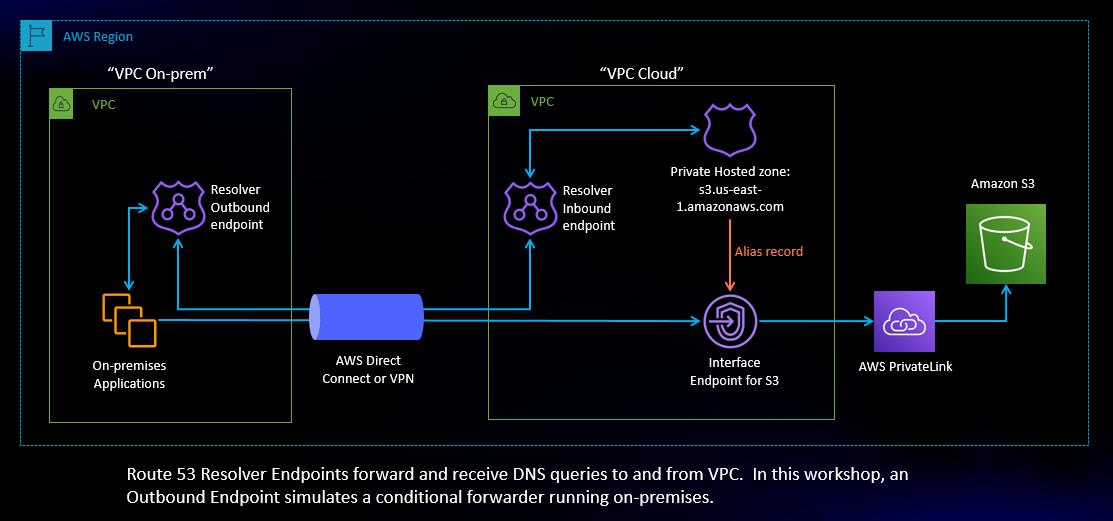 AWS Region
“VPC On-prem”
“VPC Cloud”
VPC
VPC
Resolver
Outbound
endpoint
Resolver
Inbound
endpoint
Private Hosted zone:
s3.us-east-
1.amazonaws.com
Amazon S3
Alias record
On-premises
Applications
AWS Direct
Connect or VPN
Interface
Endpoint for S3
AWS PrivateLink
Route 53 Resolver Endpoints forward and receive DNS queries to and from VPC.  In this workshop, an
Outbound Endpoint simulates a conditional forwarder running on-premises.